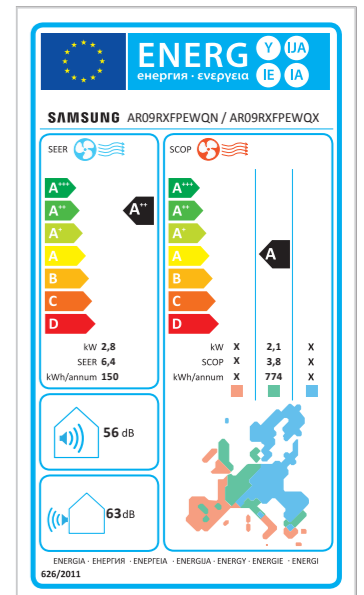 ENERG Y IJA
енергия · ενεργεια IE IA
SAMSUNG AR09RXFPEWQN / AR09RXFPEWQX
SEER
SCOP
A+++
A++
A+
A
B
C
D
A++
A+++
A++
A+
A
B
C
D
A
kW 2,8
SEER 6,4
kWh/annum 150
kW X 2,1 X
SCOP X 3,8 X
kWh/annum X 774 X
56 dB
63 dB
ENERGIA · ЕНЕРГИЯ · ΕΝΕΡΓΕΙΑ · ENERGIJA · ENERGY · ENERGIE · ENERGI
626/2011